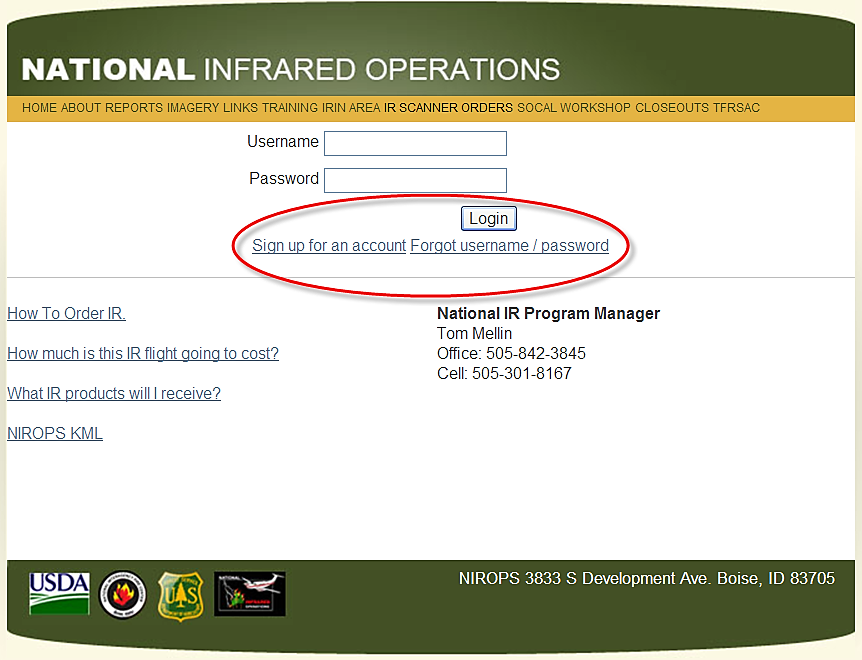 NATIONAL INFRARED OPERATIONS
HOME ABOUT REPORTS IMAGERY LINKS TRAINING IRIN AREA IR SCANNER ORDERS SOCAL WORKSHOP CLOSEOUTS TFRSAC
Username
Password
Login
Sign up for an account Forgot username / password
How To Order IR.
How much is this IR flight going to cost?
What IR products will I receive?
NIROPS KML
National IR Program Manager
Tom Mellin
Office: 505-842-3845
Cell: 505-301-8167
USDA
UAS
NATIONAL
INFRARED
NIROPS 3833 S Development Ave. Boise, ID 83705